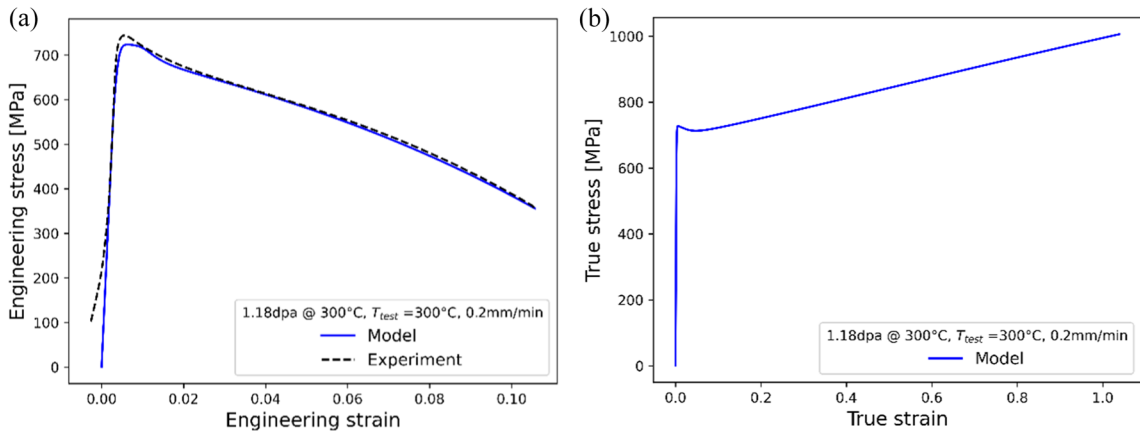 (a)
Engineering stress [MPa]
700
600
500
400
300
200
100
0
0.00 0.02 0.04 0.06 0.08 0.10
Engineering strain
1.18dpa @ 300°C, T_test =300°C, 0.2mm/min
Model
Experiment
(b)
True stress [MPa]
1000
800
600
400
200
0
0.0 0.2 0.4 0.6 0.8 1.0
True strain
1.18dpa @ 300°C, T_test =300°C, 0.2mm/min
Model